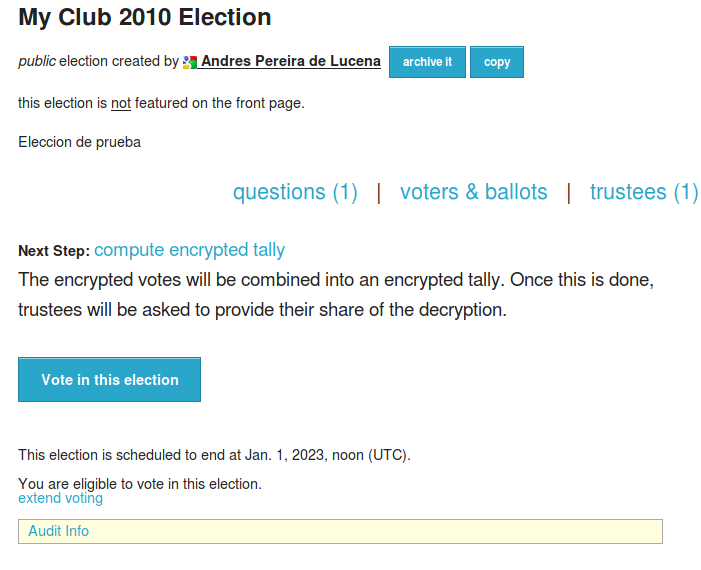 My Club 2010 Election
public election created by Andres Pereira de Lucena archive it copy
this election is not featured on the front page.
Eleccion de prueba
questions (1) | voters & ballots | trustees (1)
Next Step: compute encrypted tally
The encrypted votes will be combined into an encrypted tally. Once this is done,
trustees will be asked to provide their share of the decryption.
Vote in this election
This election is scheduled to end at Jan. 1, 2023, noon (UTC).
You are eligible to vote in this election.
extend voting
Audit Info